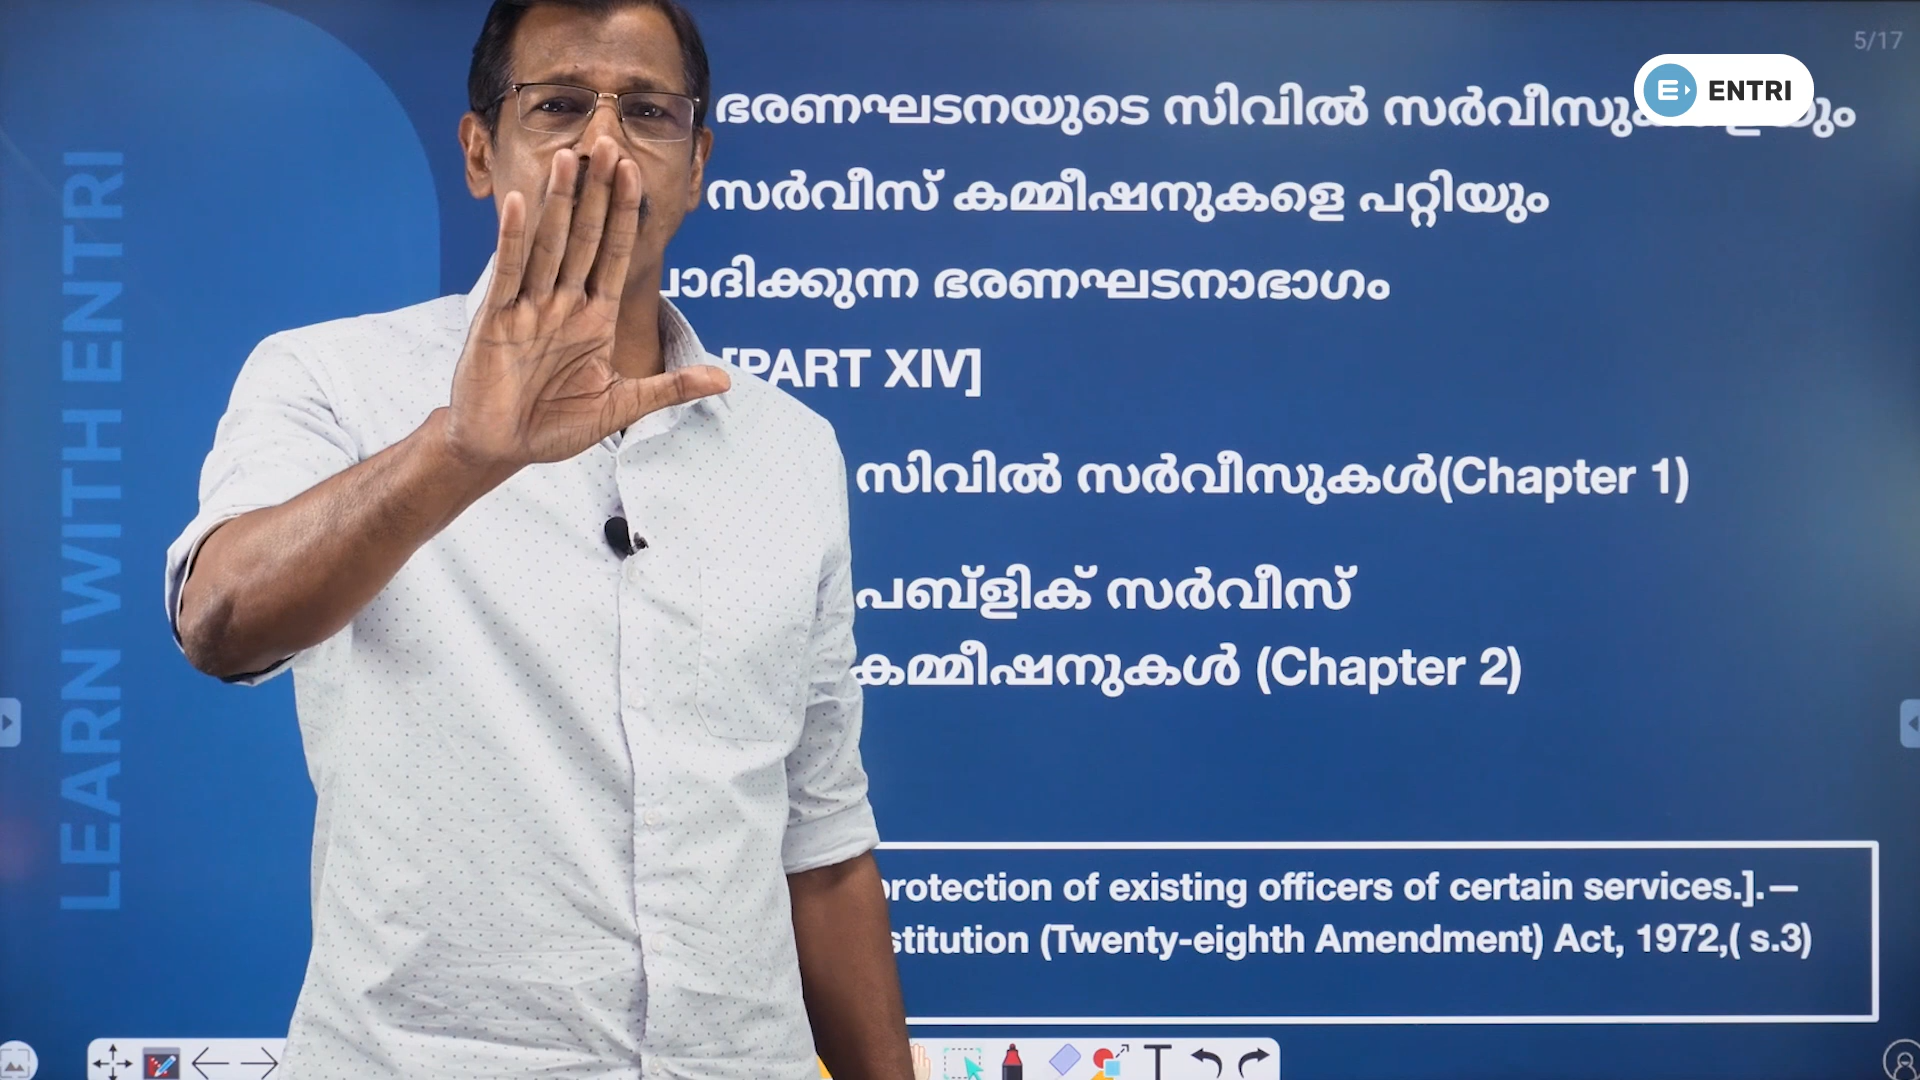 5/17
ENTRI
ഭരണഘടനയുടെ സിവിൽ സർവീസുകളെയും
സർവീസ് കമ്മീഷനുകളെ പറ്റിയും
ഭരണഘടനാഭാഗം
[PART XIV]
സിവിൽ സർവീസുകൾ(Chapter 1)
പബ്ളിക് സർവീസ്
കമ്മീഷനുകൾ (Chapter 2)
protection of existing officers of certain services.].—
(Twenty-eighth Amendment) Act, 1972,( s.3)
LEARN WITH ENTRI